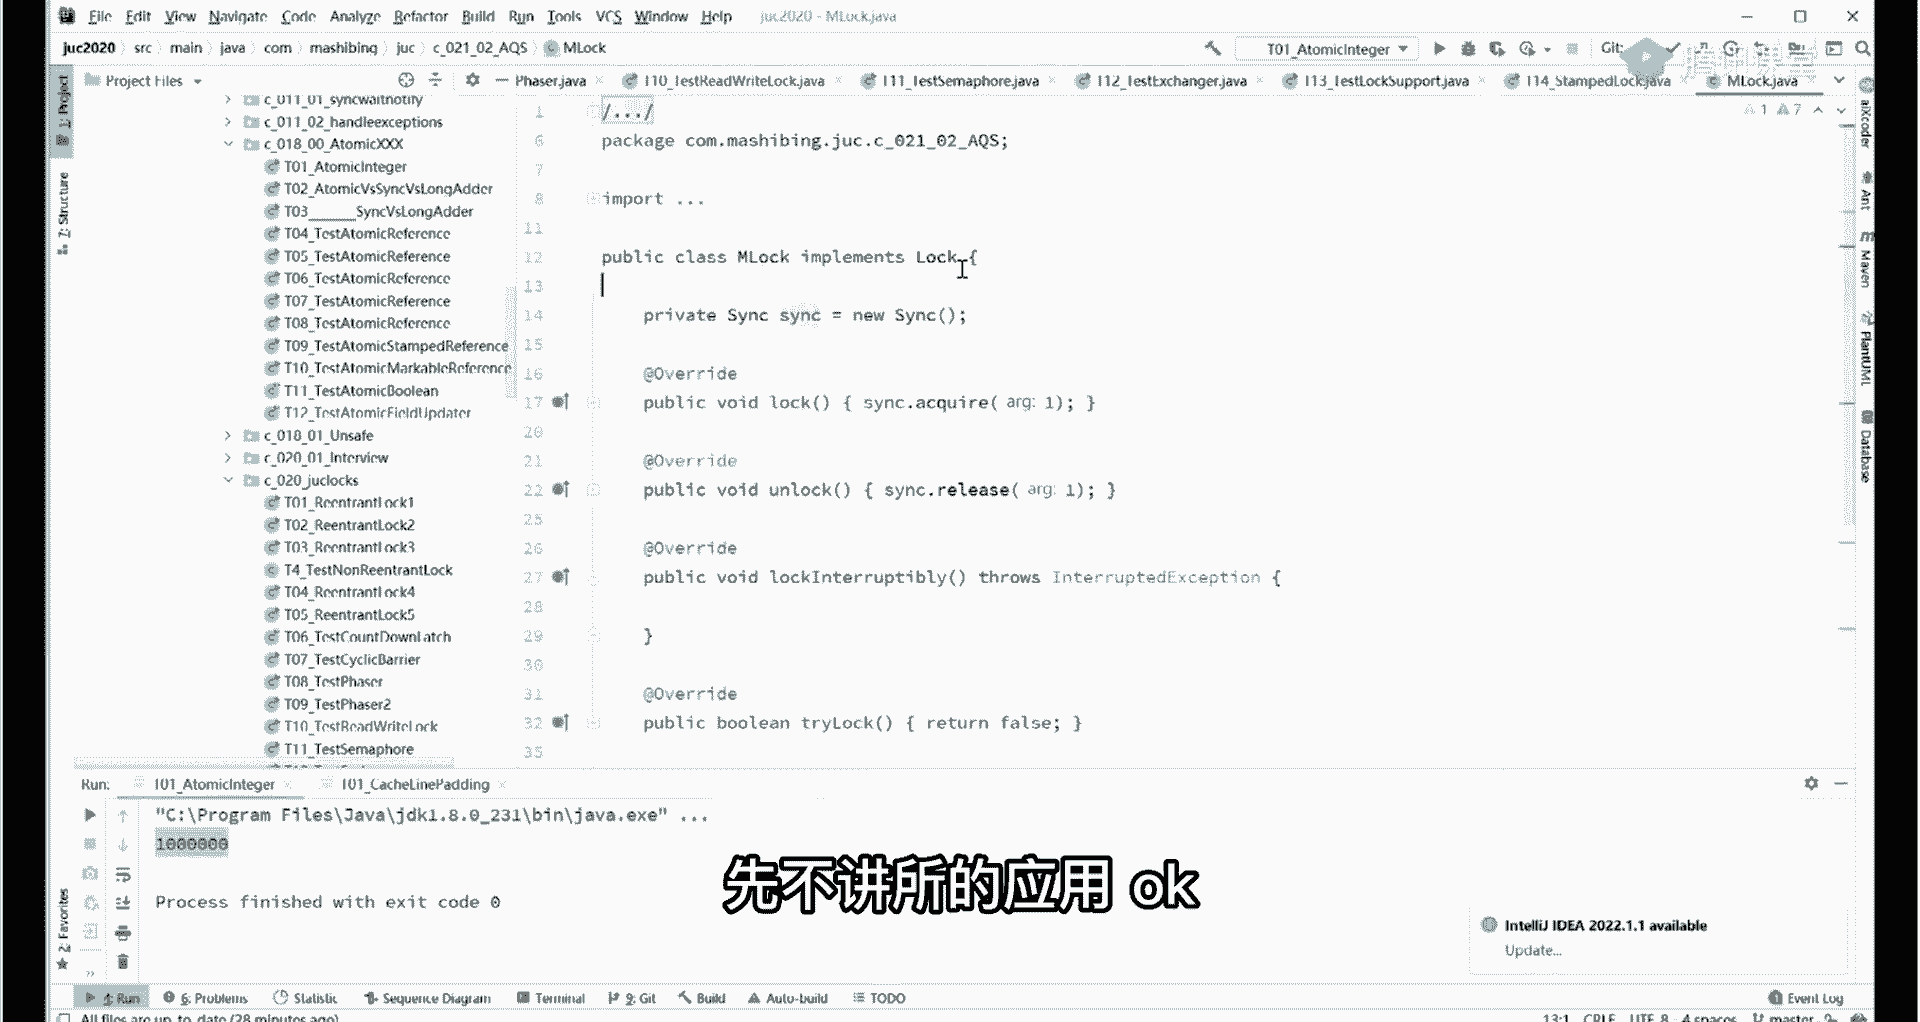 File Edit View Navigate Code Analyze Refactor Build Run Tools VCS Window Help juc2020 - MLock.java
juc2020 src main java com mashibing juc c_021_02_AQS MLock
T01_AtomicInteger Git:
Project Files
Phaser.java T10_TestReadWriteLock.java T11_TestSemaphore.java T12_TestExchanger.java T13_TestLockSupport.java T14_StampedLock.java MLock.java
1: Project
7: Structure
2: Favorites
c_011_01_syncwaitnotify
c_011_02_handleexceptions
c_018_00_AtomicXXX
T01_AtomicInteger
T02_AtomicVsSyncVsLongAdder
T03______SyncVsLongAdder
T04_TestAtomicReference
T05_TestAtomicReference
T06_TestAtomicReference
T07_TestAtomicReference
T08_TestAtomicReference
T09_TestAtomicStampedReference
T10_TestAtomicMarkableReference
T11_TestAtomicBoolean
T12_TestAtomicFieldUpdater
c_018_01_Unsafe
c_020_01_Interview
c_020_juclocks
T01_ReentrantLock1
T02_ReentrantLock2
T03_ReentrantLock3
T4_TestNonReentrantLock
T04_ReentrantLock4
T05_ReentrantLock5
T06_TestCountDownLatch
T07_TestCyclicBarrier
T08_TestPhaser
T09_TestPhaser2
T10_TestReadWriteLock
T11_TestSemaphore
1 /.../
6 package com.mashibing.juc.c_021_02_AQS;
7
8 import ...
11
12 public class MLock implements Lock {
13
14 private Sync sync = new Sync();
15
16 @Override
17 public void lock() { sync.acquire( arg: 1); }
20
21 @Override
22 public void unlock() { sync.release( arg: 1); }
25
26 @Override
27 public void lockInterruptibly() throws InterruptedException {
28
29 }
30
31 @Override
32 public boolean tryLock() { return false; }
35
1 7
aiXcoder
Ant
Maven
PlantUML
Database
Run: T01_AtomicInteger T01_CacheLinePadding
"C:\Program Files\Java\jdk1.8.0_231\bin\java.exe" ...
1000000
Process finished with exit code 0
先不讲所的应用 ok
IntelliJ IDEA 2022.1.1 available
Update...
4: Run 6: Problems Statistic Sequence Diagram Terminal 9: Git Build Auto-build TODO Event Log
All files are up-to-date (28 minutes ago) 13:1 CRLF UTF-8 4 spaces master